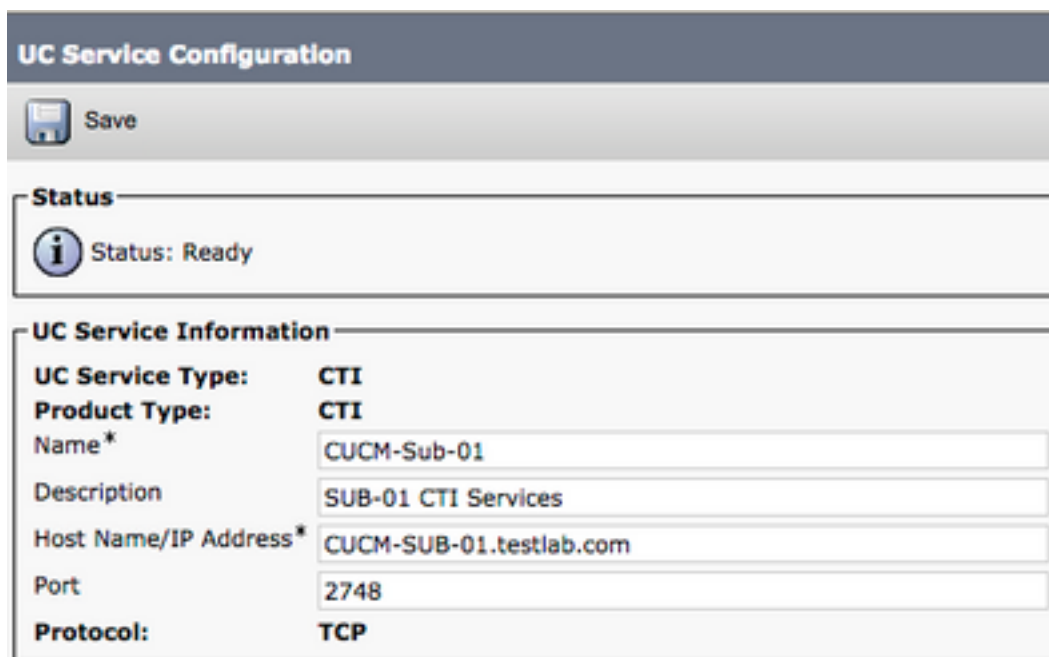 UC Service Configuration
Save
Status
i Status: Ready
UC Service Information
UC Service Type: CTI
Product Type: CTI
Name* CUCM-Sub-01
Description SUB-01 CTI Services
Host Name/IP Address* CUCM-SUB-01.testlab.com
Port 2748
Protocol: TCP